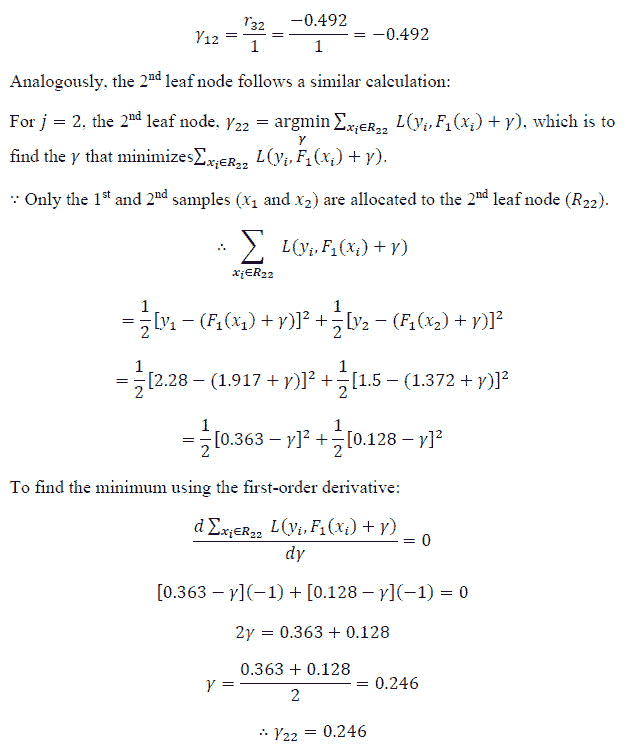 γ₁₂ = r₃₂/1 = −0.492/1 = −0.492
Analogously, the 2ⁿᵈ leaf node follows a similar calculation:
For j = 2, the 2ⁿᵈ leaf node, γ₂₂ = argmin_γ ∑_{xᵢ∈R₂₂} L(yᵢ, F₁(xᵢ) + γ), which is to
find the γ that minimizes∑_{xᵢ∈R₂₂} L(yᵢ, F₁(xᵢ) + γ).
∵ Only the 1ˢᵗ and 2ⁿᵈ samples (x₁ and x₂) are allocated to the 2ⁿᵈ leaf node (R₂₂).
∴ ∑_{xᵢ∈R₂₂} L(yᵢ, F₁(xᵢ) + γ)
= 1/2[y₁ − (F₁(x₁) + γ)]² + 1/2[y₂ − (F₁(x₂) + γ)]²
= 1/2[2.28 − (1.917 + γ)]² + 1/2[1.5 − (1.372 + γ)]²
= 1/2[0.363 − γ]² + 1/2[0.128 − γ]²
To find the minimum using the first-order derivative:
d ∑_{xᵢ∈R₂₂} L(yᵢ, F₁(xᵢ) + γ)/dγ = 0
[0.363 − γ](−1) + [0.128 − γ](−1) = 0
2γ = 0.363 + 0.128
γ = (0.363 + 0.128)/2 = 0.246
∴ γ₂₂ = 0.246